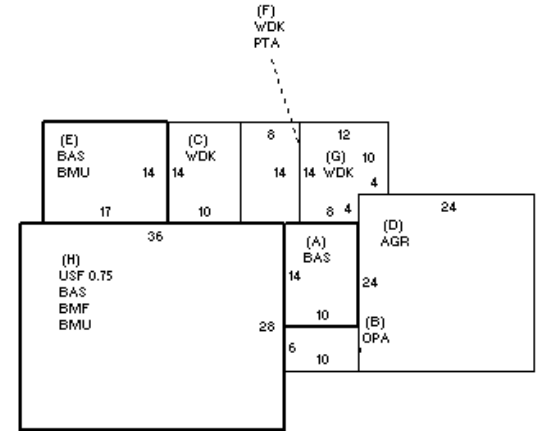 (F)
WDK
PTA
(E)
BAS
BMU
14
17
(C)
WDK
14
10
8
14
12
(G)
WDK
14
10
4
8
4
24
(D)
AGR
24
36
(H)
USF 0.75
BAS
BMF
BMU
28
(A)
BAS
14
10
(B)
OPA
6
10